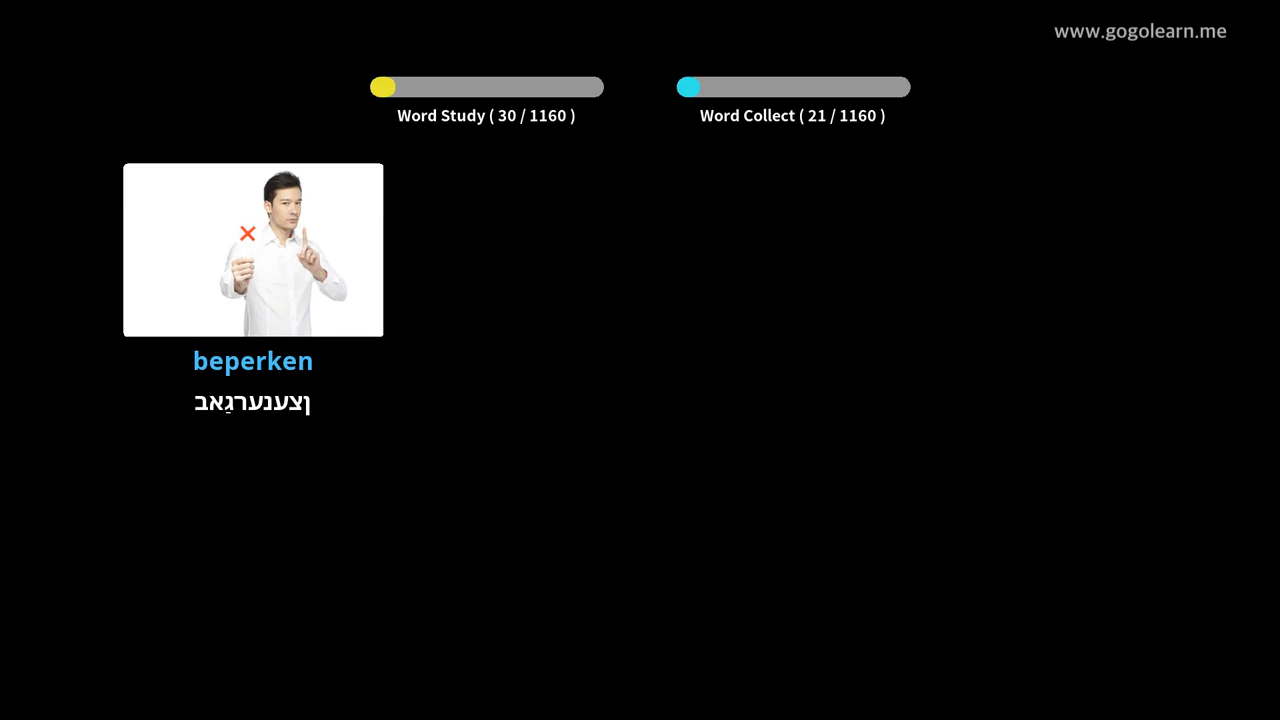 www.gogolearn.me
Word Study ( 30 / 1160 )
Word Collect ( 21 / 1160 )
beperken
באַגרענעצן